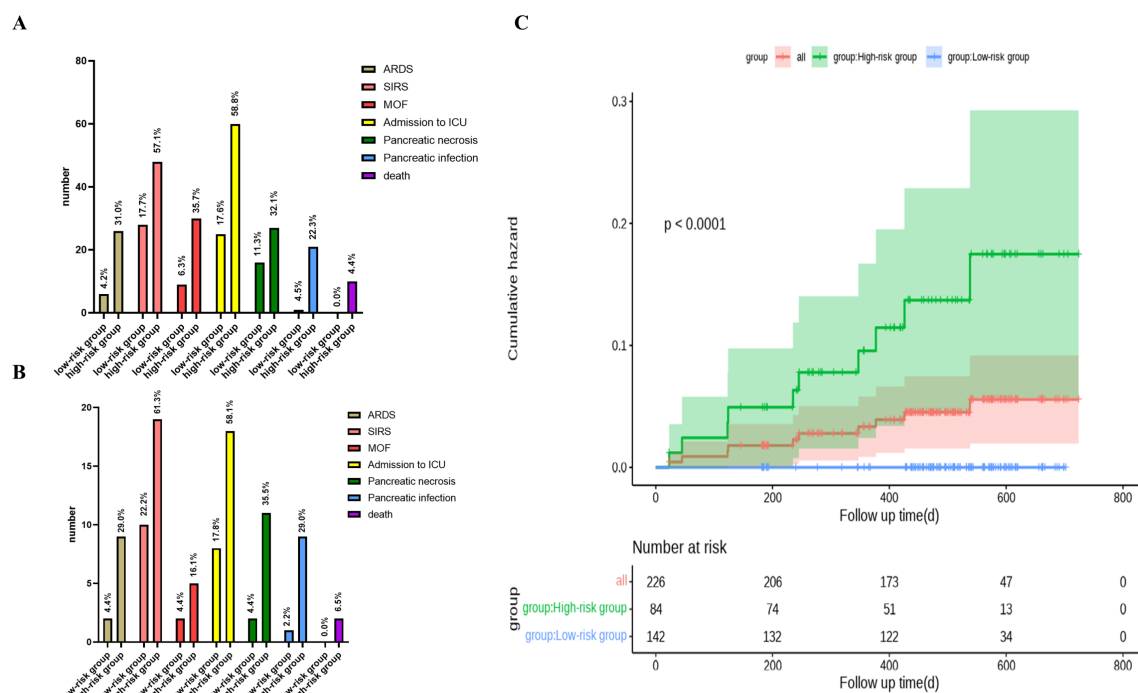 A
80
60
40
20
0
number
4.2%
31.0%
17.7%
57.1%
6.3%
35.7%
17.6%
58.8%
11.3%
32.1%
4.5%
22.3%
0.0%
4.4%
ARDS
SIRS
MOF
Admission to ICU
Pancreatic necrosis
Pancreatic infection
death
low-risk group
high-risk group
low-risk group
high-risk group
low-risk group
high-risk group
low-risk group
high-risk group
low-risk group
high-risk group
low-risk group
high-risk group
low-risk group
high-risk group
B
20
15
10
5
0
number
4.4%
29.0%
22.2%
61.3%
4.4%
16.1%
17.8%
58.1%
4.4%
35.5%
2.2%
29.0%
0.0%
6.5%
ARDS
SIRS
MOF
Admission to ICU
Pancreatic necrosis
Pancreatic infection
death
C
group all group:High-risk group group:Low-risk group
0.3
0.2
0.1
0.0
Cumulative hazard
p < 0.0001
0 200 400 600 800
Follow up time(d)
Number at risk
group
all 226 206 173 47 0
group:High-risk group 84 74 51 13 0
group:Low-risk group 142 132 122 34 0
0 200 400 600 800
Follow up time(d)